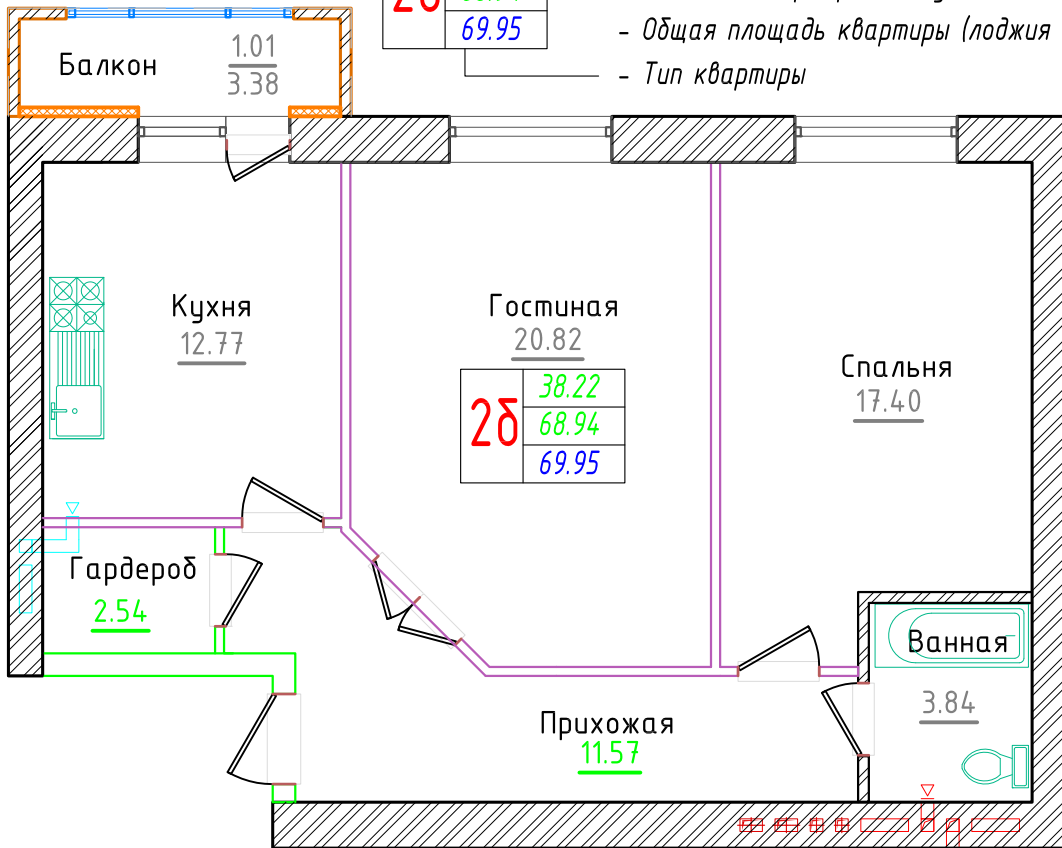 69.95
- Общая площадь квартиры (лоджия
- Тип квартиры
Балкон
1.01
3.38
Кухня
12.77
Гостиная
20.82
2б
38.22
68.94
69.95
Спальня
17.40
Гардероб
2.54
Ванная
3.84
Прихожая
11.57